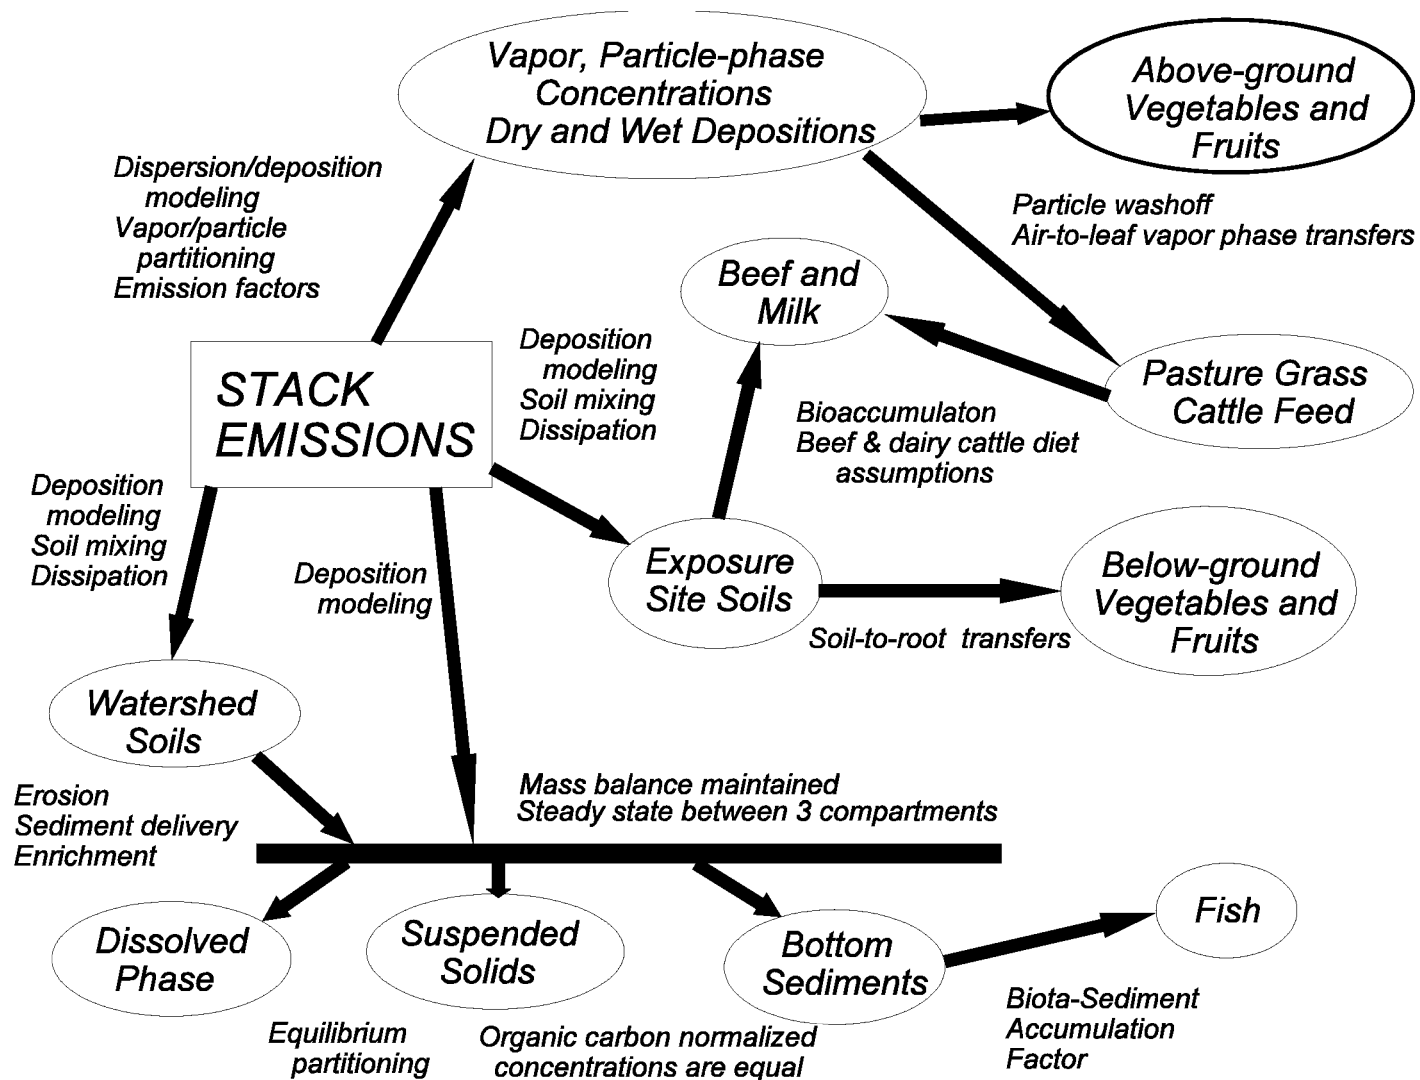 Vapor, Particle-phase
Concentrations
Dry and Wet Depositions
Above-ground
Vegetables and
Fruits
Dispersion/deposition
modeling
Vapor/particle
partitioning
Emission factors
Particle washoff
Air-to-leaf vapor phase transfers
Beef and
Milk
STACK
EMISSIONS
Deposition
modeling
Soil mixing
Dissipation
Pasture Grass
Cattle Feed
Bioaccumulaton
Beef & dairy cattle diet
assumptions
Deposition
modeling
Soil mixing
Dissipation
Deposition
modeling
Exposure
Site Soils
Below-ground
Vegetables and
Fruits
Soil-to-root transfers
Watershed
Soils
Erosion
Sediment delivery
Enrichment
Mass balance maintained
Steady state between 3 compartments
Dissolved
Phase
Suspended
Solids
Bottom
Sediments
Fish
Equilibrium
partitioning
Organic carbon normalized
concentrations are equal
Biota-Sediment
Accumulation
Factor